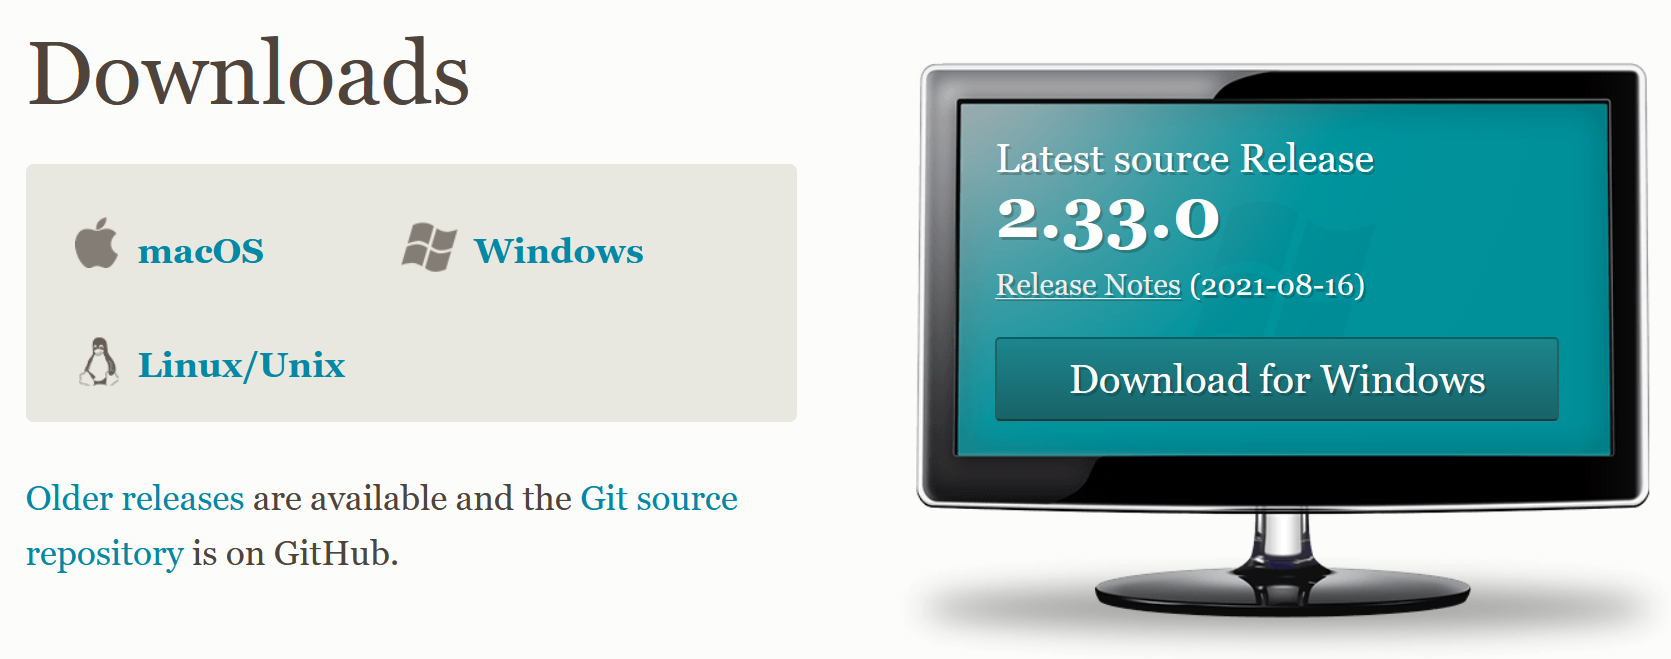 Downloads
macOS
Windows
Linux/Unix
Older releases are available and the Git source
repository is on GitHub.
Latest source Release
2.33.0
Release Notes (2021-08-16)
Download for Windows